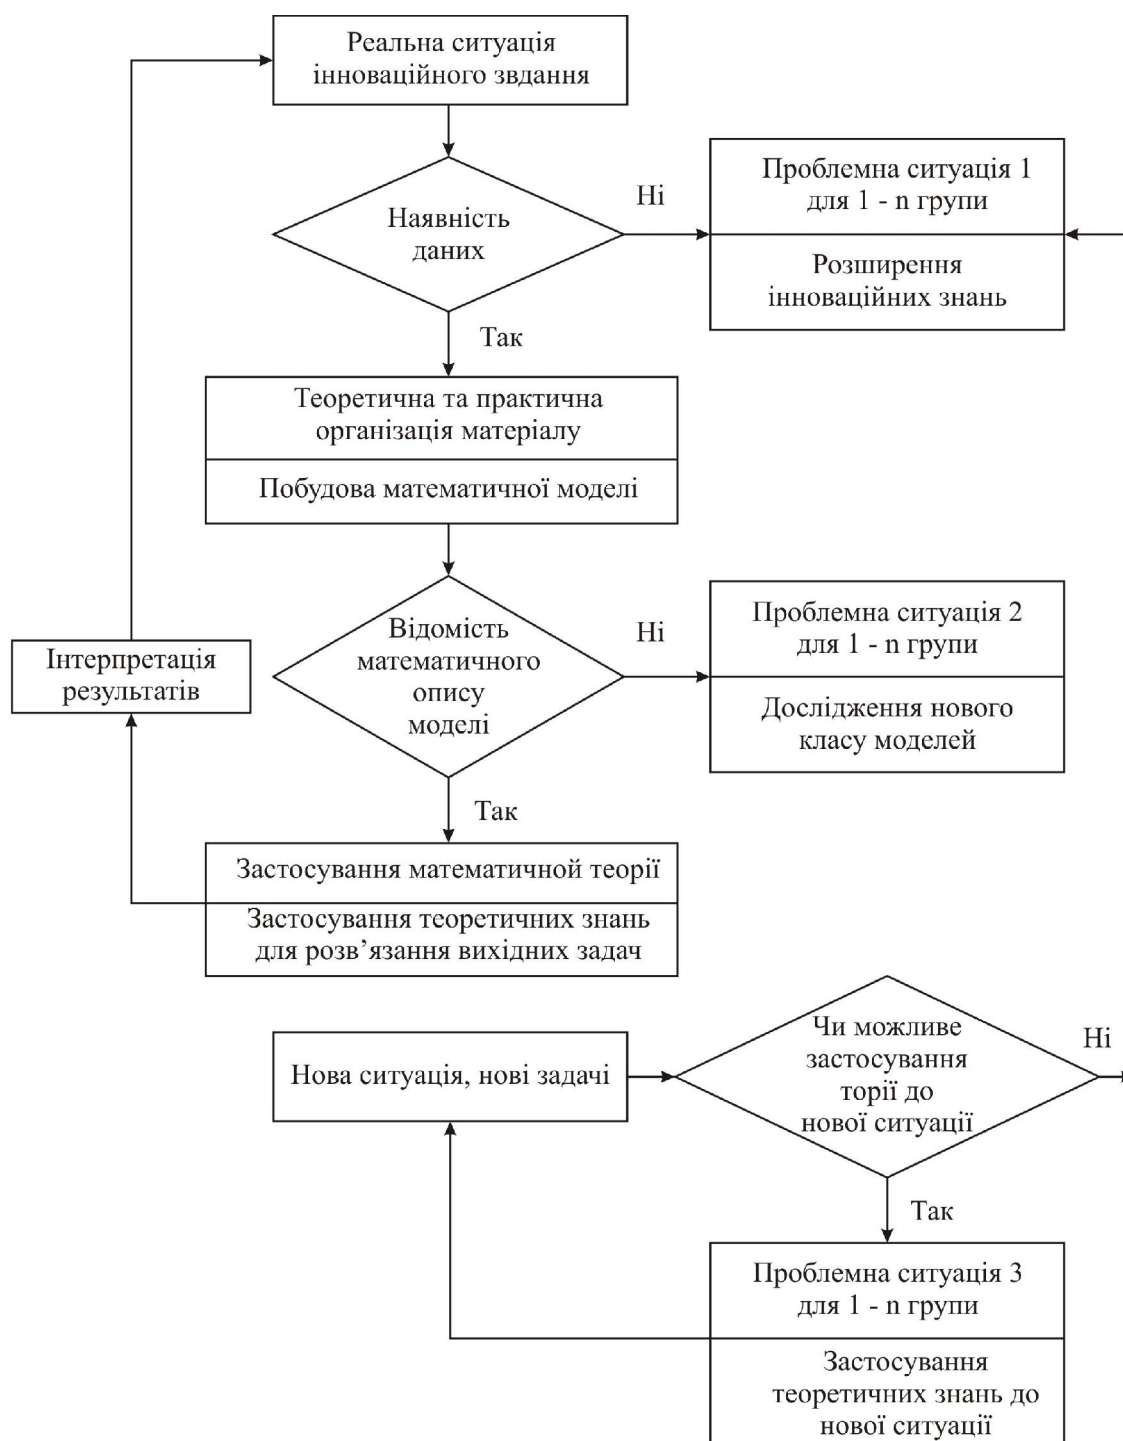 Реальна ситуація
інноваційного звдання
Наявність
даних
Ні
Проблемна ситуація 1
для 1 - n групи
Розширення
інноваційних знань
Так
Теоретична та практична
організація матеріалу
Побудова математичної моделі
Відомість
математичного
опису
моделі
Ні
Проблемна ситуація 2
для 1 - n групи
Дослідження нового
класу моделей
Інтерпретація
результатів
Так
Застосування математичної теорії
Застосування теоретичних знань
для розв’язання вихідних задач
Нова ситуація, нові задачі
Чи можливе
застосування
торії до
нової ситуації
Ні
Так
Проблемна ситуація 3
для 1 - n групи
Застосування
теоретичних знань до
нової ситуації